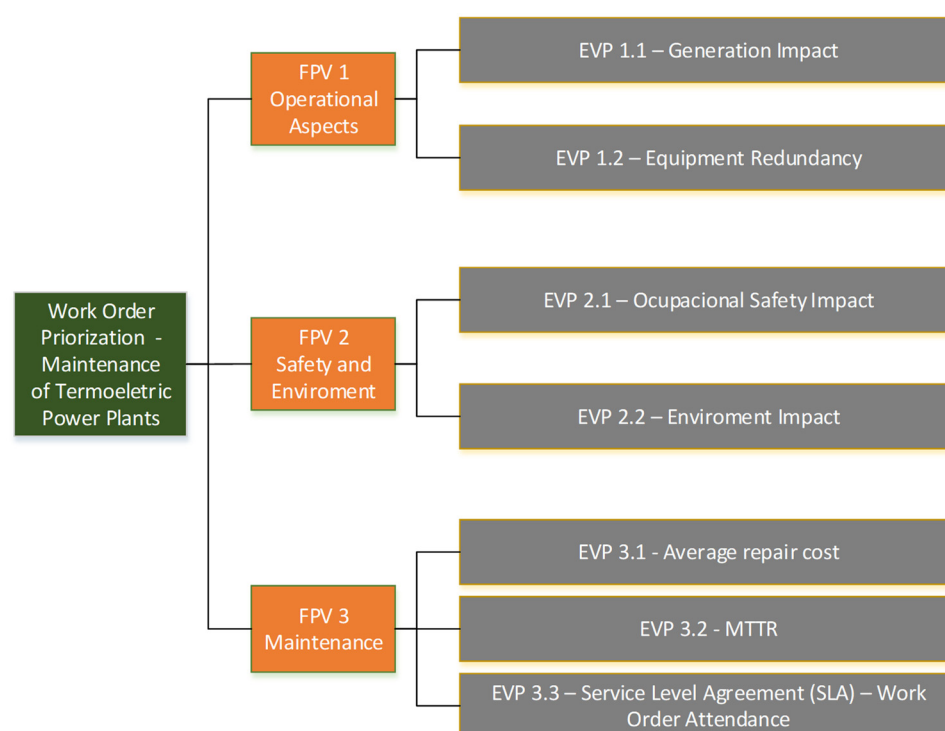 Work Order
Priorization -
Maintenance
of Termoeletric
Power Plants
FPV 1
Operational
Aspects
EVP 1.1 – Generation Impact
EVP 1.2 – Equipment Redundancy
FPV 2
Safety and
Enviroment
EVP 2.1 – Ocupacional Safety Impact
EVP 2.2 – Enviroment Impact
FPV 3
Maintenance
EVP 3.1 - Average repair cost
EVP 3.2 - MTTR
EVP 3.3 – Service Level Agreement (SLA) – Work
Order Attendance